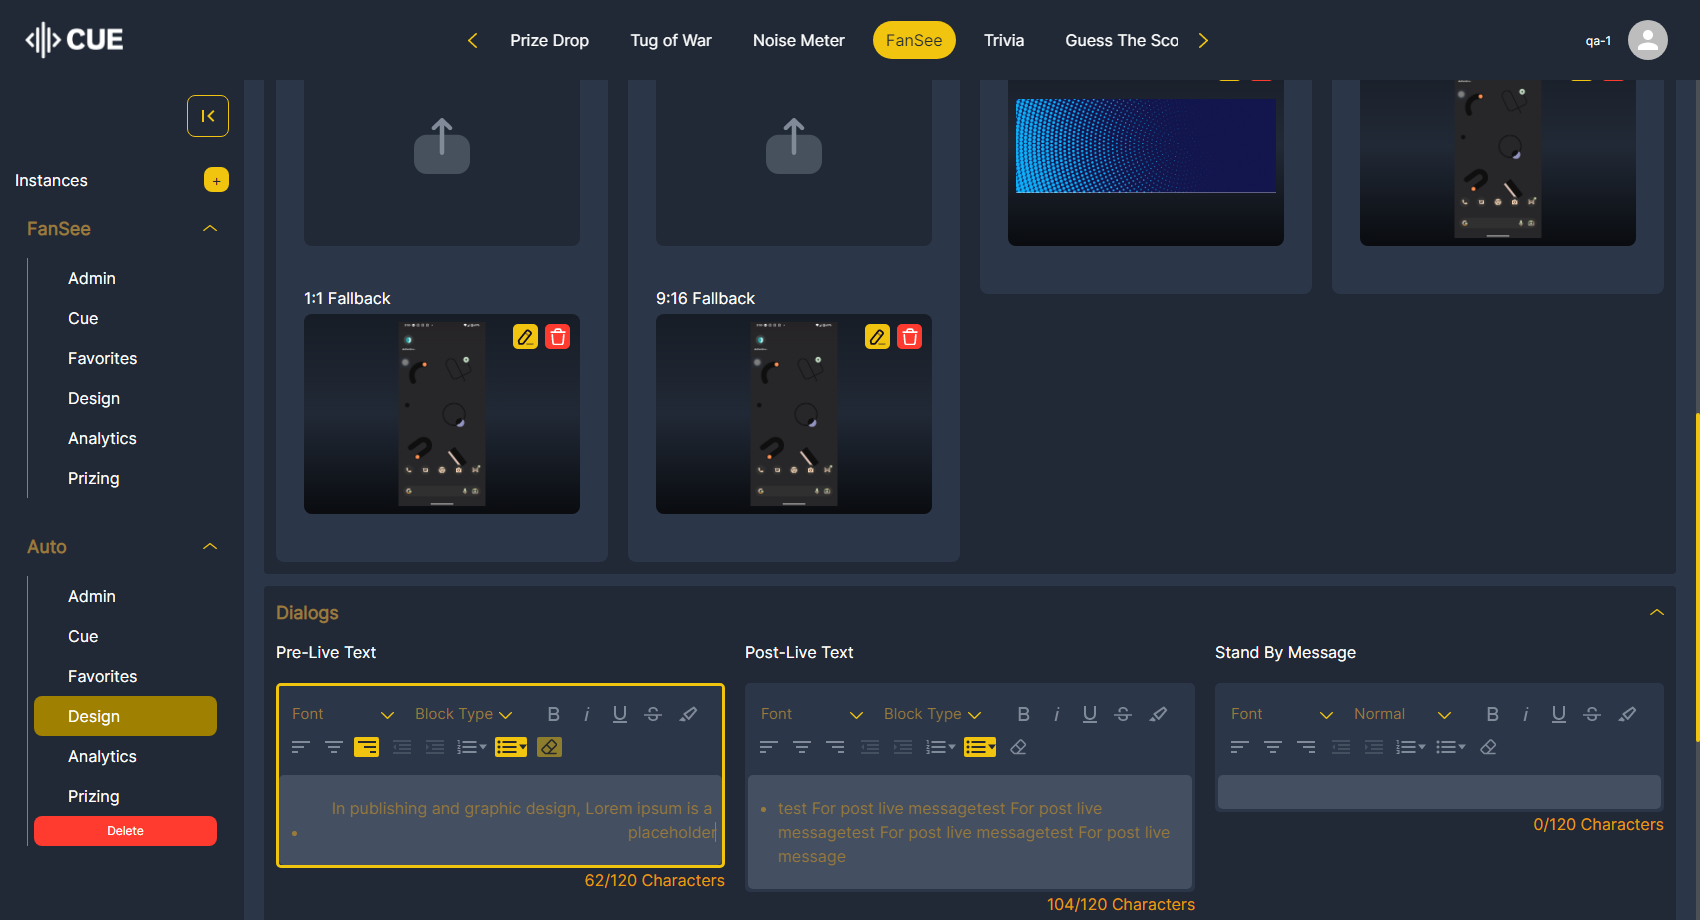 CUE
Prize Drop
Tug of War
Noise Meter
FanSee
Trivia
Guess The Sco
qa-1
Instances
+
FanSee
Admin
Cue
Favorites
Design
Analytics
Prizing
Auto
Admin
Cue
Favorites
Design
Analytics
Prizing
Delete
1:1 Fallback
9:16 Fallback
Dialogs
Pre-Live Text
Post-Live Text
Stand By Message
Font
Block Type
B
i
U
S
Font
Block Type
B
i
U
S
Font
Normal
B
i
U
S
In publishing and graphic design, Lorem ipsum is a
placeholder
62/120 Characters
test For post live messagetest For post live
messagetest For post live messagetest For post live
message
104/120 Characters
0/120 Characters